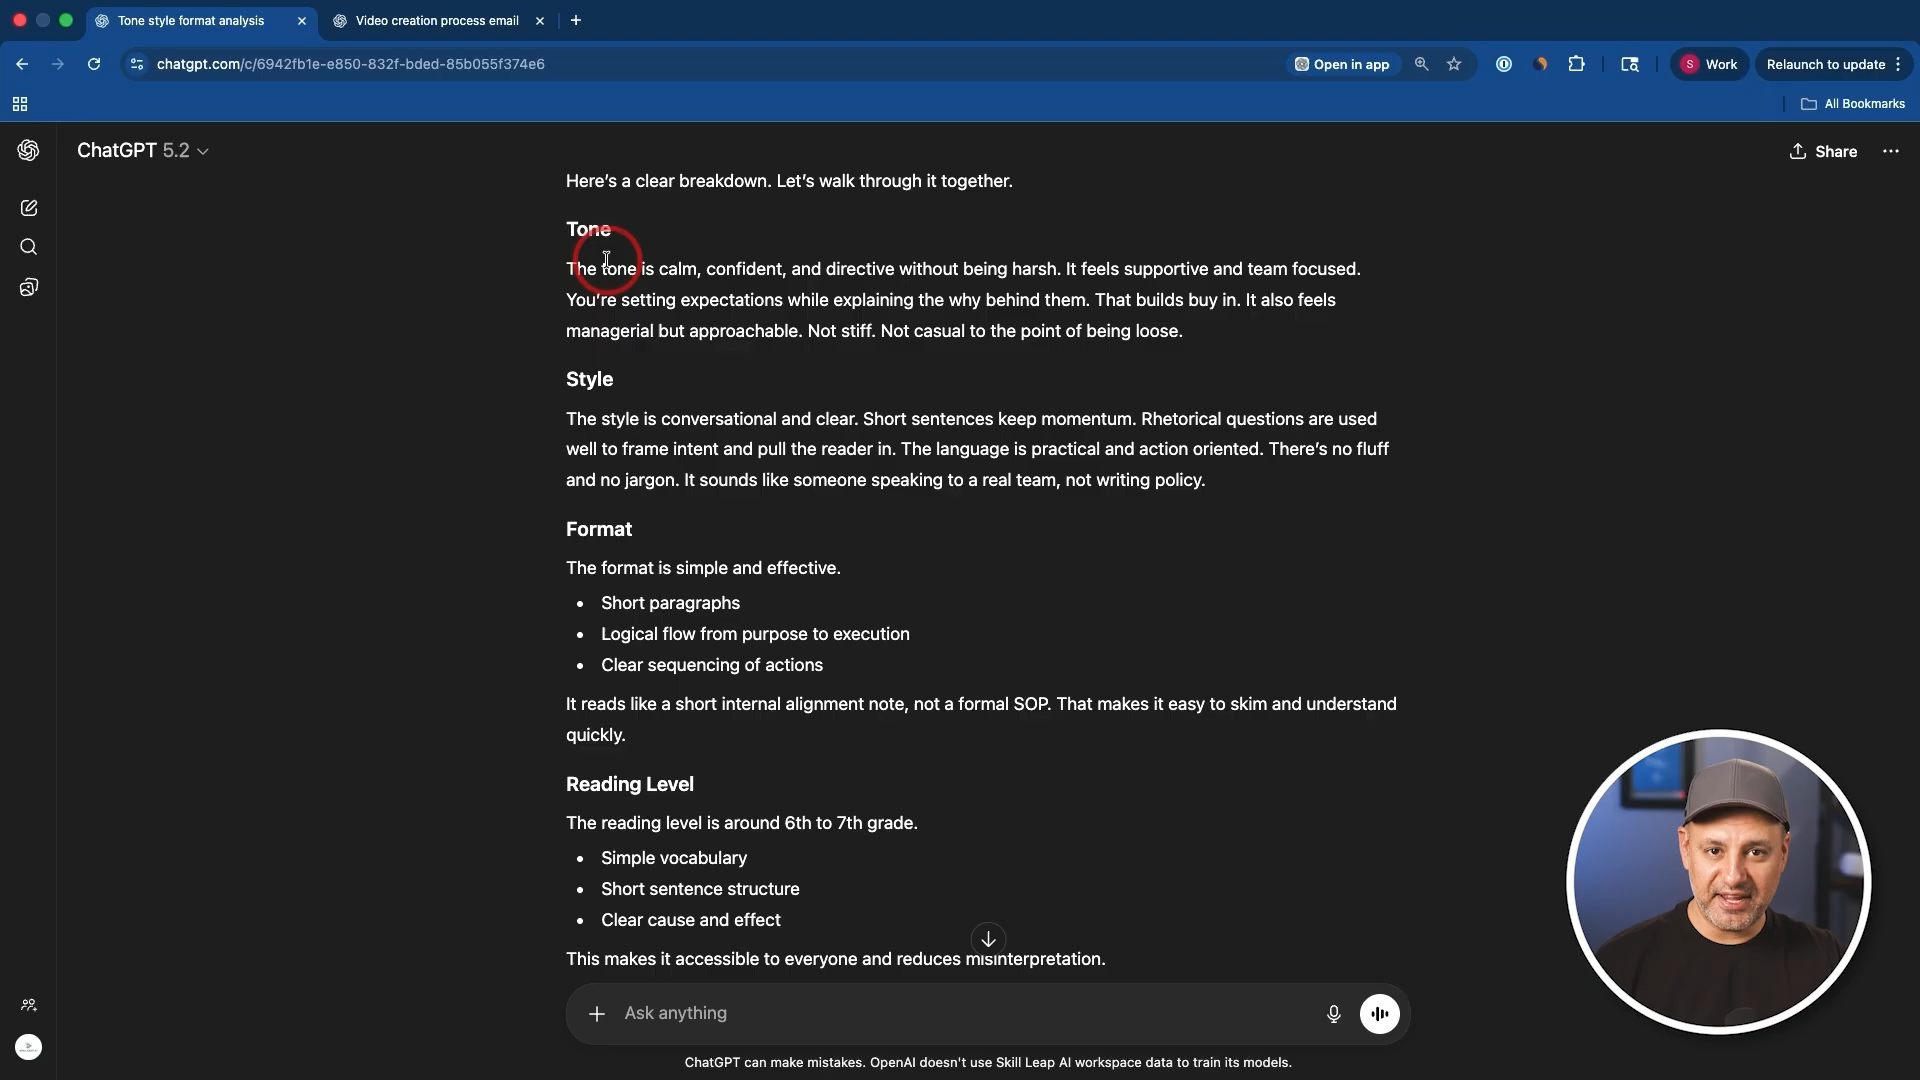 Tone style format analysis
Video creation process email
chatgpt.com/c/6942fb1e-e850-832f-bded-85b055f374e6
Open in app
S Work
Relaunch to update
All Bookmarks
ChatGPT 5.2
Share
Here’s a clear breakdown. Let’s walk through it together.
Tone
The tone is calm, confident, and directive without being harsh. It feels supportive and team focused.
You’re setting expectations while explaining the why behind them. That builds buy in. It also feels
managerial but approachable. Not stiff. Not casual to the point of being loose.
Style
The style is conversational and clear. Short sentences keep momentum. Rhetorical questions are used
well to frame intent and pull the reader in. The language is practical and action oriented. There’s no fluff
and no jargon. It sounds like someone speaking to a real team, not writing policy.
Format
The format is simple and effective.
• Short paragraphs
• Logical flow from purpose to execution
• Clear sequencing of actions
It reads like a short internal alignment note, not a formal SOP. That makes it easy to skim and understand
quickly.
Reading Level
The reading level is around 6th to 7th grade.
• Simple vocabulary
• Short sentence structure
• Clear cause and effect
This makes it accessible to everyone and reduces misinterpretation.
Ask anything
ChatGPT can make mistakes. OpenAI doesn't use Skill Leap AI workspace data to train its models.